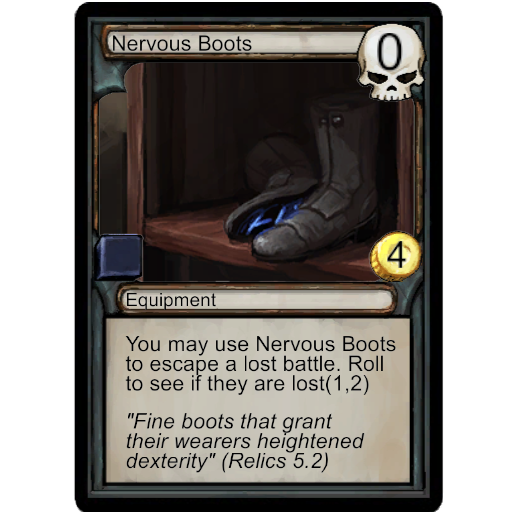 Nervous Boots
0
4
Equipment
You may use Nervous Boots
to escape a lost battle. Roll
to see if they are lost(1,2)
"Fine boots that grant
their wearers heightened
dexterity" (Relics 5.2)